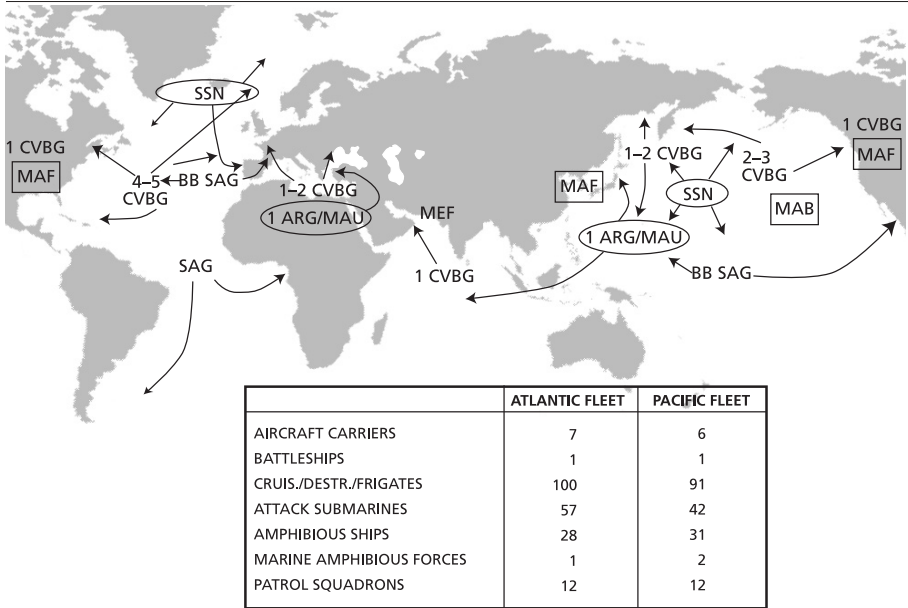 SSN
1 CVBG
MAF
4–5
CVBG
BB SAG
1–2 CVBG
1 ARG/MAU
SAG
MEF
1 CVBG
MAF
1–2 CVBG
SSN
1 ARG/MAU
2–3
CVBG
MAB
BB SAG
1 CVBG
MAF
ATLANTIC FLEET PACIFIC FLEET
AIRCRAFT CARRIERS 7 6
BATTLESHIPS 1 1
CRUIS./DESTR./FRIGATES 100 91
ATTACK SUBMARINES 57 42
AMPHIBIOUS SHIPS 28 31
MARINE AMPHIBIOUS FORCES 1 2
PATROL SQUADRONS 12 12